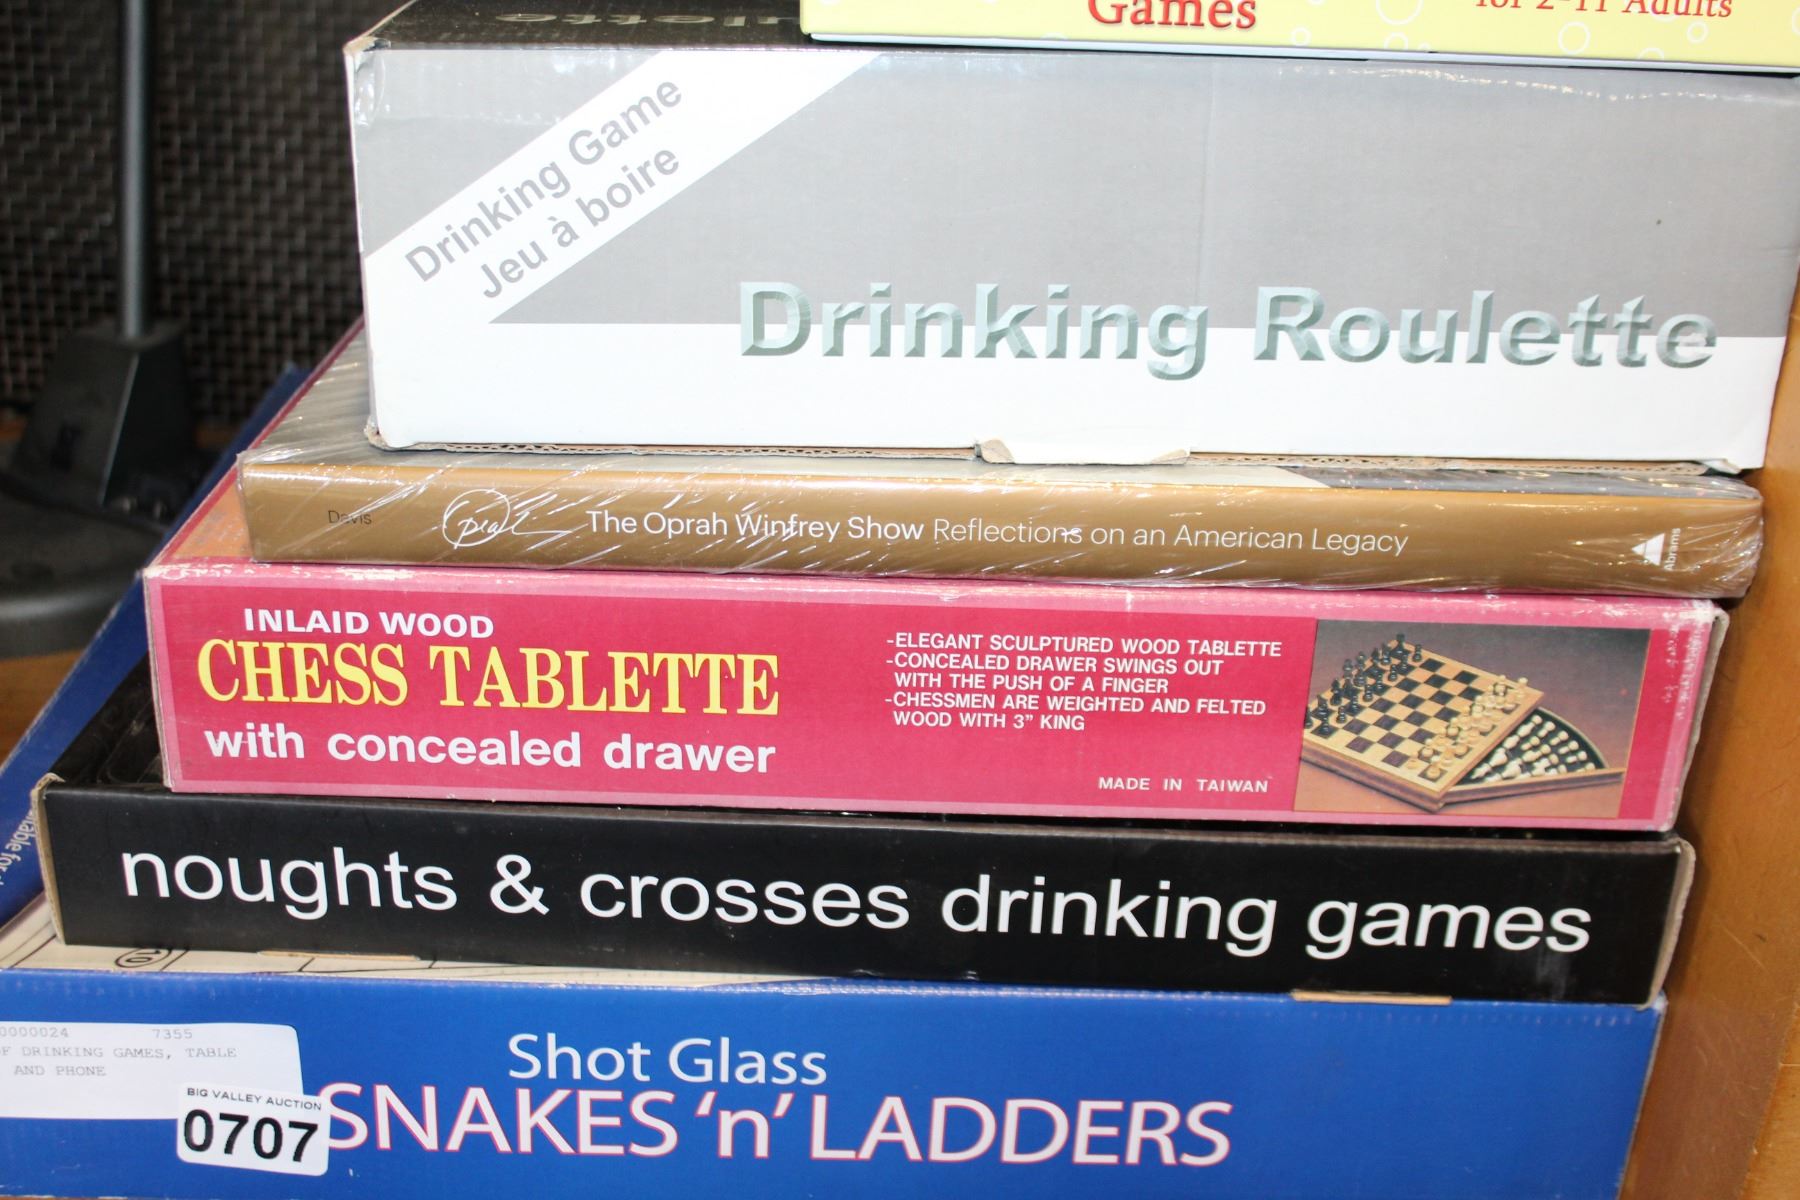 Games
for 2-11 Adults
Drinking Game
Jeu à boire
Drinking Roulette
Davis
Oprah
The Oprah Winfrey Show Reflections on an American Legacy
Abrams
INLAID WOOD
CHESS TABLETTE
with concealed drawer
-ELEGANT SCULPTURED WOOD TABLETTE
-CONCEALED DRAWER SWINGS OUT
WITH THE PUSH OF A FINGER
-CHESSMEN ARE WEIGHTED AND FELTED
WOOD WITH 3" KING
MADE IN TAIWAN
noughts & crosses drinking games
Shot Glass
SNAKES 'n' LADDERS
0000024 7355
F DRINKING GAMES, TABLE
AND PHONE
BIG VALLEY AUCTION
0707